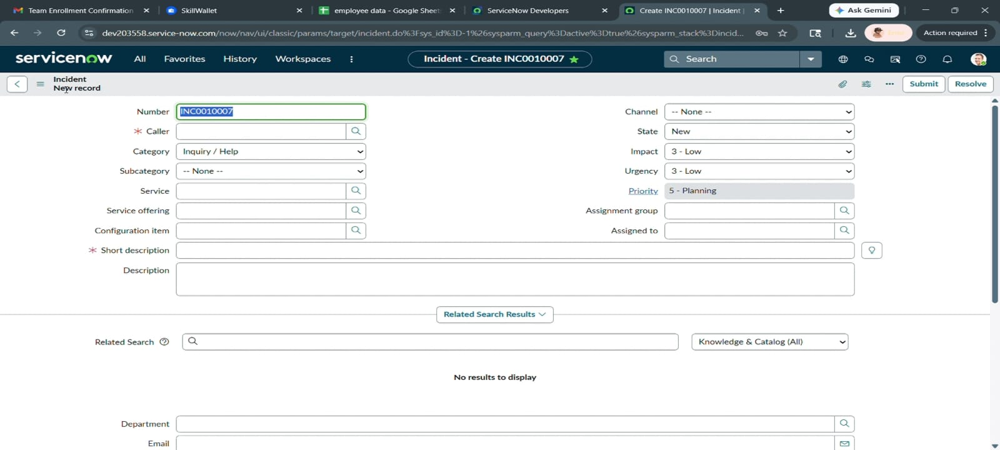 Team Enrollment Confirmation
SkillWallet
employee data - Google Sheet
ServiceNow Developers
Create INC0010007 | Incident |
Ask Gemini
dev203558.service-now.com/now/nav/ui/classic/params/target/incident.do%3Fsys_id%3D-1%26sysparm_query%3Dactive%3Dtrue%26sysparm_stack%3Dincid...
Error
Action required
servicenow
All
Favorites
History
Workspaces
Incident - Create INC0010007
Search
Incident
New record
Submit
Resolve
Number
INC0010007
Channel
-- None --
* Caller
State
New
Category
Inquiry / Help
Impact
3 - Low
Subcategory
-- None --
Urgency
3 - Low
Service
Priority
5 - Planning
Service offering
Assignment group
Configuration item
Assigned to
* Short description
Description
Related Search Results
Related Search
Knowledge & Catalog (All)
No results to display
Department
Email